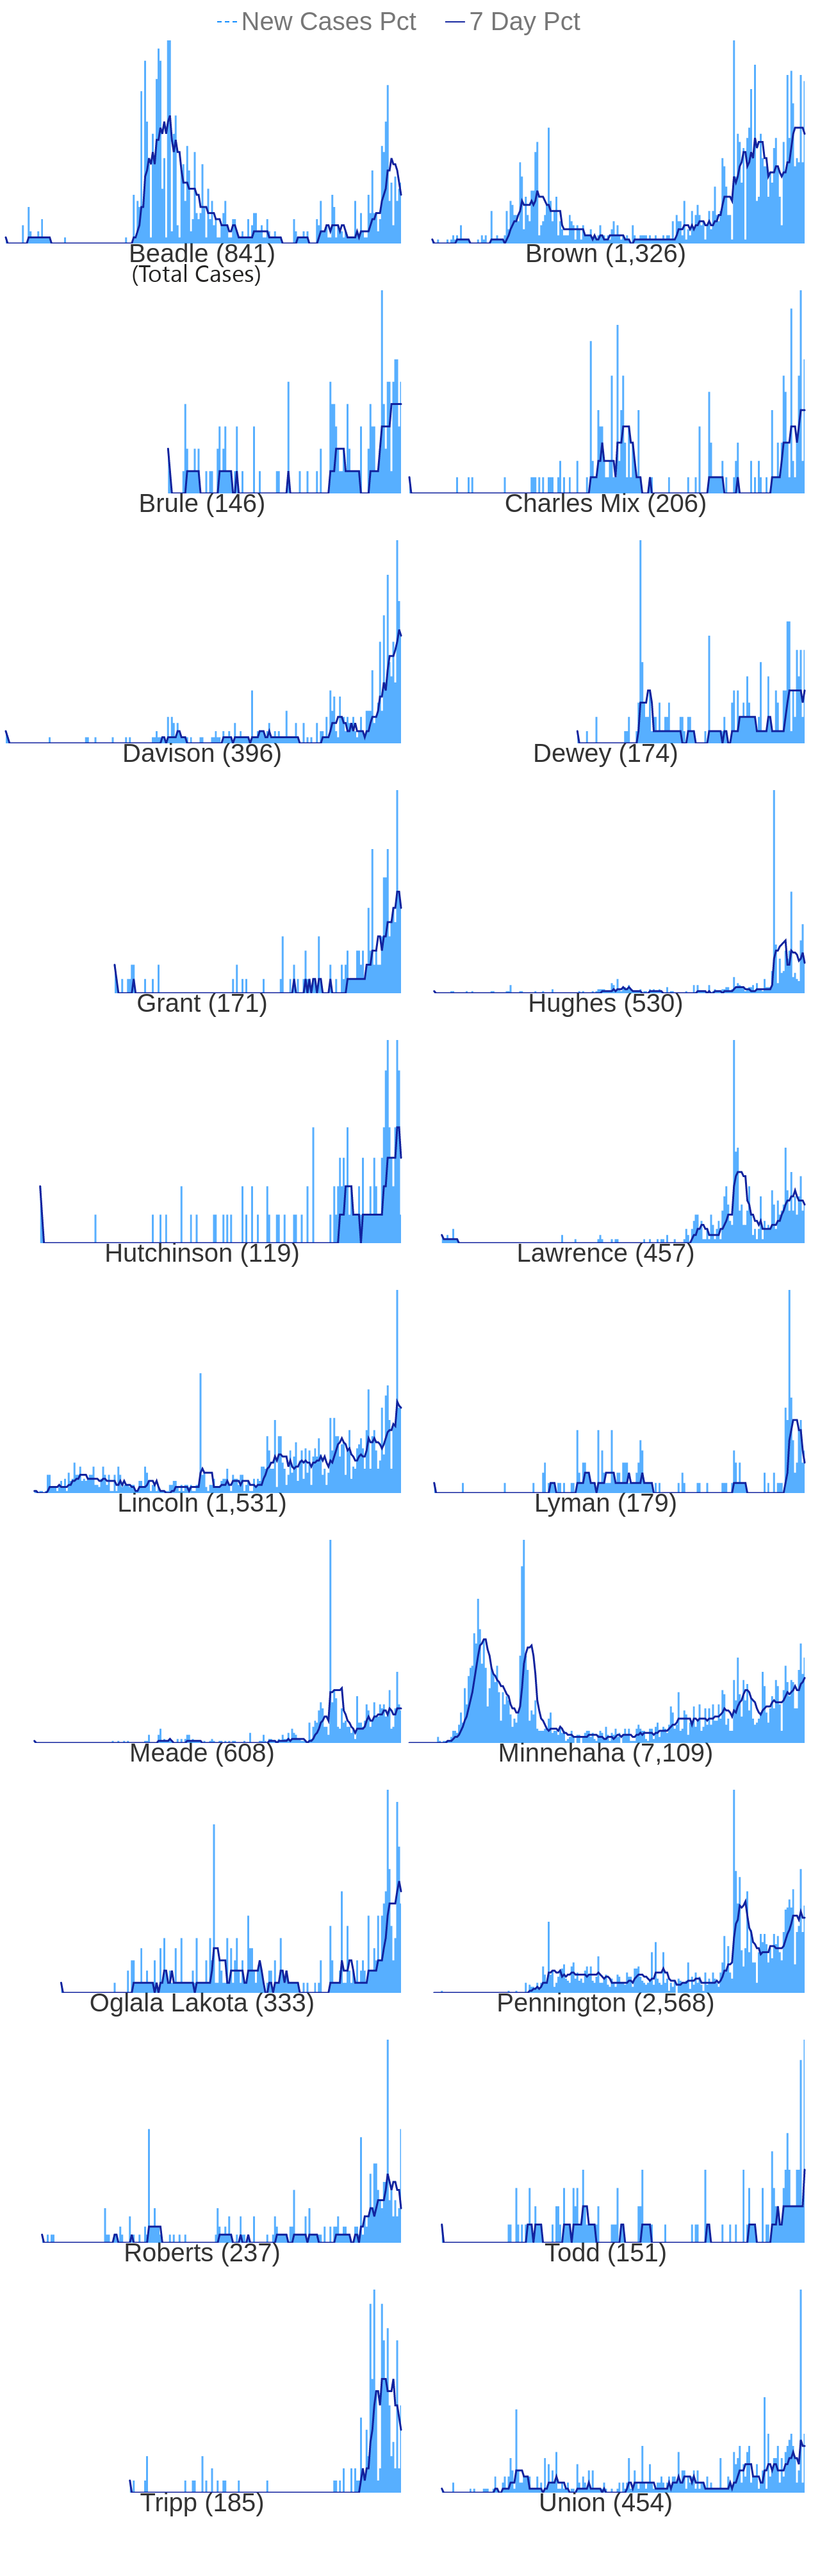 New Cases Pct 7 Day Pct
Beadle (841) Brown (1,326)
(Total Cases)
Brule (146) Charles Mix (206)
Davison (396) Dewey (174)
Grant (171) Hughes (530)
Hutchinson (119) Lawrence (457)
Lincoln (1,531) Lyman (179)
Meade (608) Minnehaha (7,109)
Oglala Lakota (333) Pennington (2,568)
Roberts (237) Todd (151)
Tripp (185) Union (454)